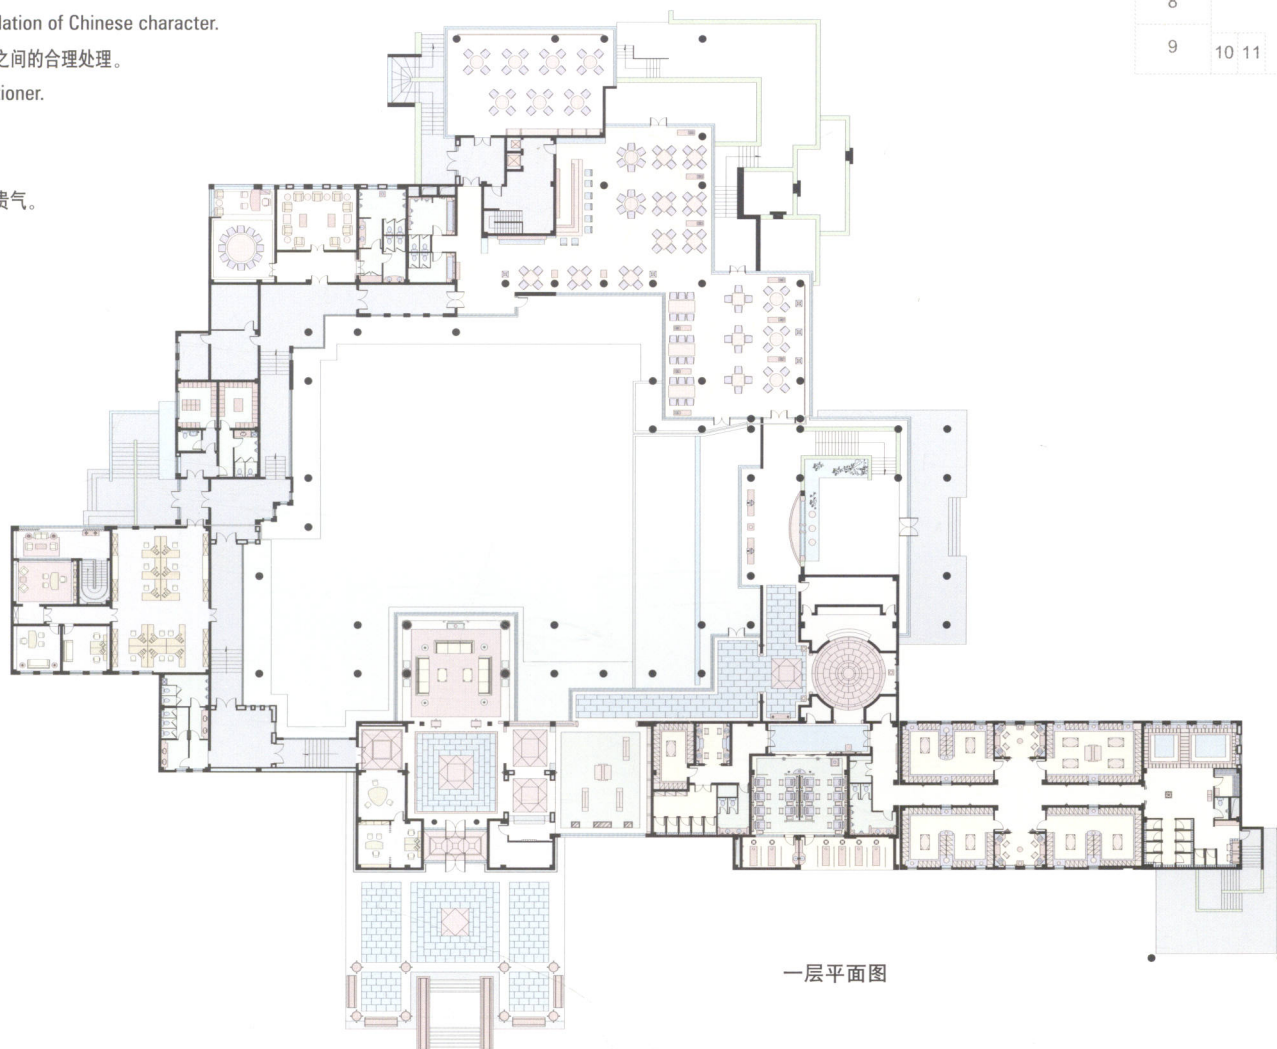 lation of Chinese character.
之间的合理处理。
ioner.
贵气。
8
9
10 11
一层平面图